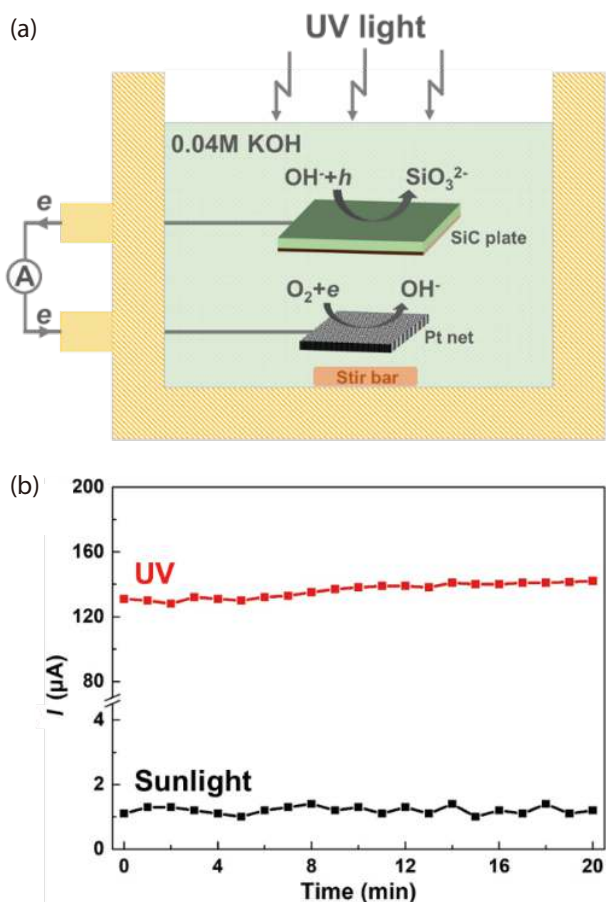 (a)
UV light
0.04M KOH
OH⁻+h
SiO₃²⁻
e
SiC plate
A
O₂+e
OH⁻
e
Pt net
Stir bar
(b)
200
160
120
80
4
2
0
I (μA)
UV
Sunlight
0
4
8
12
16
20
Time (min)